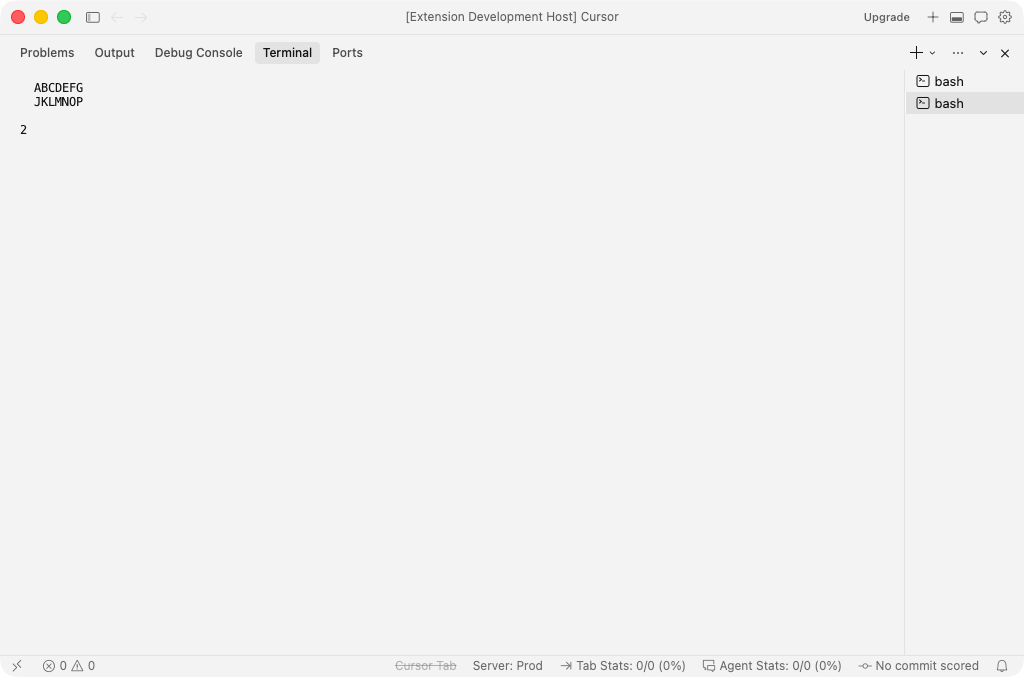 [Extension Development Host] Cursor
Upgrade
Problems Output Debug Console Terminal Ports
ABCDEFG
JKLMNOP
2
bash
bash
0 0 Cursor Tab Server: Prod Tab Stats: 0/0 (0%) Agent Stats: 0/0 (0%) No commit scored